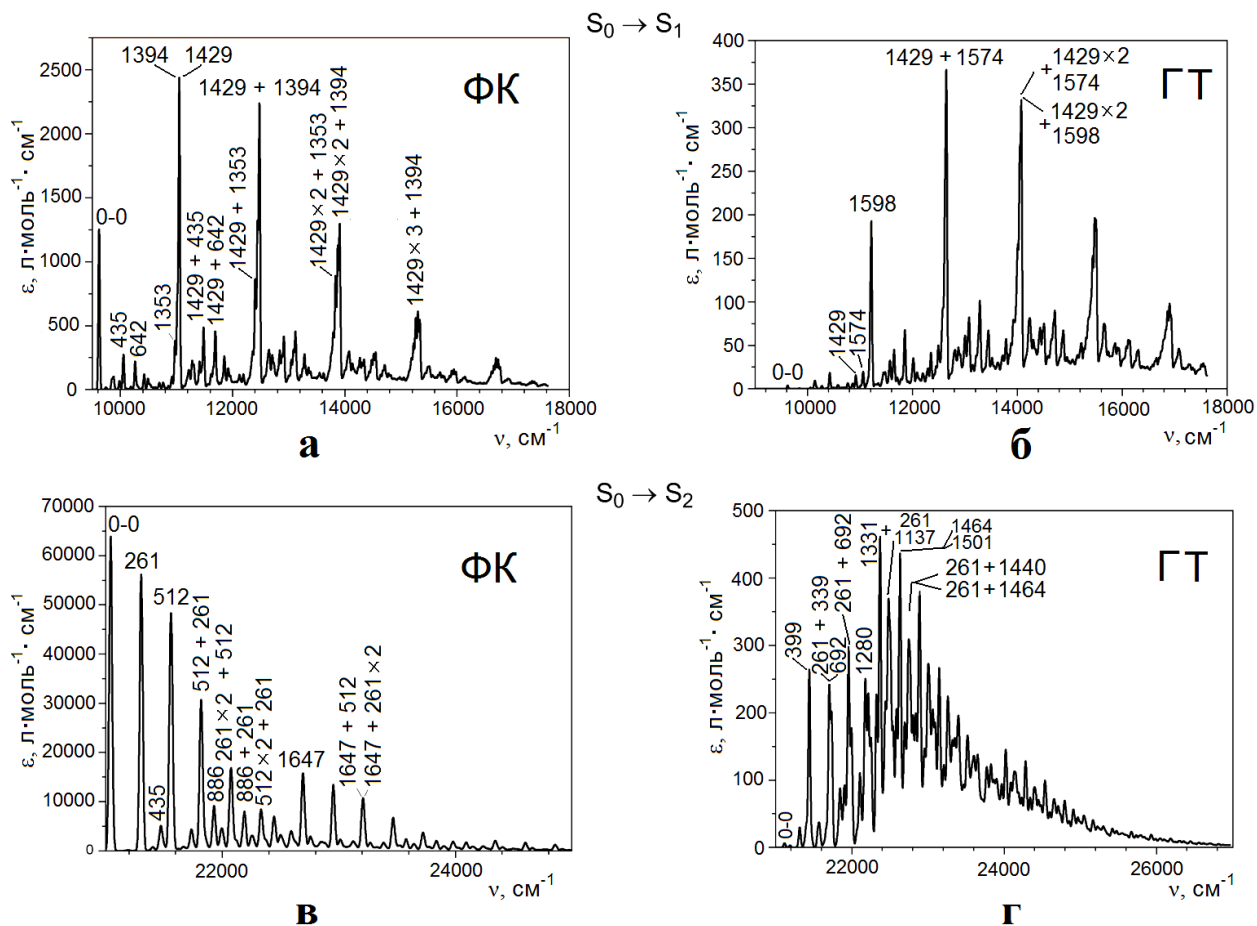 S₀ → S₁
ФК
ε, л·моль⁻¹· см⁻¹
2500
2000
1500
1000
500
0
10000 12000 14000 16000 18000
ν, см⁻¹
0-0
435
642
1353
1394 1429
1429 + 435
1429 + 642
1429 + 1353
1429 + 1394
1429×2 + 1353
1429×2 + 1394
1429×3 + 1394
а
ГТ
ε, л·моль⁻¹· см⁻¹
400
350
300
250
200
150
100
50
0
10000 12000 14000 16000 18000
ν, см⁻¹
0-0
1429
1574
1598
1429 + 1574
1429×2
+
1574
1429×2
+
1598
б
S₀ → S₂
ФК
ε, л·моль⁻¹· см⁻¹
70000
60000
50000
40000
30000
20000
10000
0
22000 24000
ν, см⁻¹
0-0
261
435
512
512 + 261
886
261×2 + 512
886 + 261
512×2 + 261
1647
1647 + 512
1647 + 261×2
в
ГТ
ε, л·моль⁻¹· см⁻¹
500
400
300
200
100
0
22000 24000 26000
ν, см⁻¹
0-0
399
261 + 339
692
261 + 692
1280
1331
261
+
1137
1464
1501
261+1440
261+1464
г